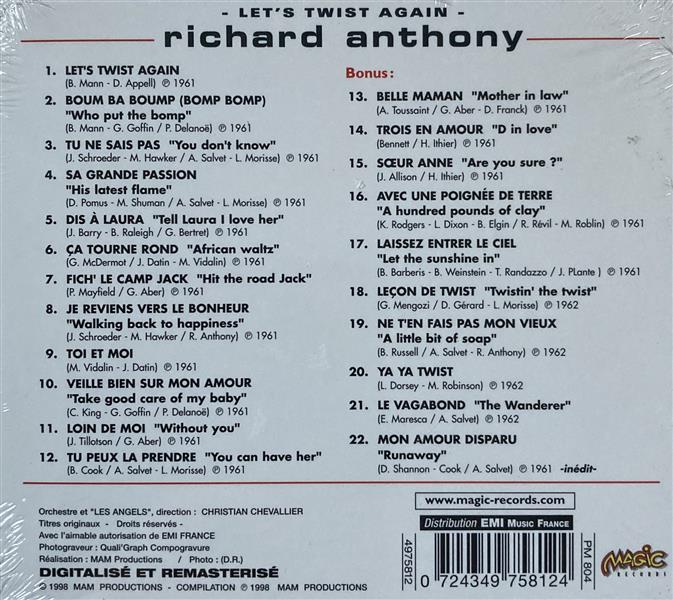 - LET'S TWIST AGAIN -
richard anthony
1. LET'S TWIST AGAIN
(B. Mann - D. Appell) ℗ 1961
2. BOUM BA BOUMP (BOMP BOMP)
"Who put the bomp"
(B. Mann - G. Goffin / P. Delanoë) ℗ 1961
3. TU NE SAIS PAS "You don't know"
(J. Schroeder - M. Hawker / A. Salvet - L. Morisse) ℗ 1961
4. SA GRANDE PASSION
"His latest flame"
(D. Pomus - M. Shuman / A. Salvet - L. Morisse) ℗ 1961
5. DIS À LAURA "Tell Laura I love her"
(J. Barry - B. Raleigh / G. Bertret) ℗ 1961
6. ÇA TOURNE ROND "African waltz"
(G. McDermot / J. Datin - M. Vidalin) ℗ 1961
7. FICH' LE CAMP JACK "Hit the road Jack"
(P. Mayfield / G. Aber) ℗ 1961
8. JE REVIENS VERS LE BONHEUR
"Walking back to happiness"
(J. Schroeder - M. Hawker / R. Anthony) ℗ 1961
9. TOI ET MOI
(M. Vidalin - J. Datin) ℗ 1961
10. VEILLE BIEN SUR MON AMOUR
"Take good care of my baby"
(C. King - G. Goffin / P. Delanoë) ℗ 1961
11. LOIN DE MOI "Without you"
(J. Tillotson / G. Aber) ℗ 1961
12. TU PEUX LA PRENDRE "You can have her"
(B. Cook / A. Salvet - L. Morisse) ℗ 1961
Bonus:
13. BELLE MAMAN "Mother in law"
(A. Toussaint / G. Aber - D. Franck) ℗ 1961
14. TROIS EN AMOUR "D in love"
(Bennett / H. Ithier) ℗ 1961
15. SŒUR ANNE "Are you sure ?"
(J. Allison / H. Ithier) ℗ 1961
16. AVEC UNE POIGNÉE DE TERRE
"A hundred pounds of clay"
(K. Rodgers - L. Dixon - B. Elgin / R. Révil - M. Roblin) ℗ 1961
17. LAISSEZ ENTRER LE CIEL
"Let the sunshine in"
(B. Barberis - B. Weinstein - T. Randazzo / J. PLante ) ℗ 1961
18. LEÇON DE TWIST "Twistin' the twist"
(G. Mengozi / D. Gérard - L. Morisse) ℗ 1962
19. NE T'EN FAIS PAS MON VIEUX
"A little bit of soap"
(B. Russell / A. Salvet - R. Anthony) ℗ 1962
20. YA YA TWIST
(L. Dorsey - M. Robinson) ℗ 1962
21. LE VAGABOND "The Wanderer"
(E. Maresca / A. Salvet) ℗ 1962
22. MON AMOUR DISPARU
"Runaway"
(D. Shannon - Cook / A. Salvet) ℗ 1961 -inédit-
Orchestre et "LES ANGELS", direction : CHRISTIAN CHEVALLIER
Titres originaux - Droits réservés -
Avec l'aimable autorisation de EMI FRANCE
Photograveur : Quali'Graph Compogravure
Réalisation : MAM Productions / Photo : (D.R.)
DIGITALISÉ ET REMASTERISÉ
© 1998 MAM PRODUCTIONS - COMPILATION ℗ 1998 MAM PRODUCTIONS
www.magic-records.com
Distribution EMI MUSIC FRANCE
4975812
0 724349 758124
PM 804
MAGIC
RECORDS